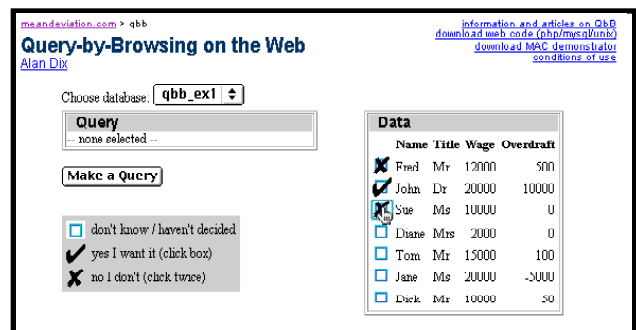 meandeviation.com > qbb
information and articles on QbB
download web code (php/mysql/unix)
download MAC demonstrator
conditions of use
Query-by-Browsing on the Web
Alan Dix
Choose database: qbb_ex1
Query
-- none selected --
Make a Query
don't know / haven't decided
yes I want it (click box)
no I don't (click twice)
Data
Name Title Wage Overdraft
Fred Mr 12000 500
John Dr 20000 10000
Sue Ms 10000 0
Diane Mrs 2000 0
Tom Mr 15000 100
Jane Ms 20000 -5000
Dick Mr 10000 50